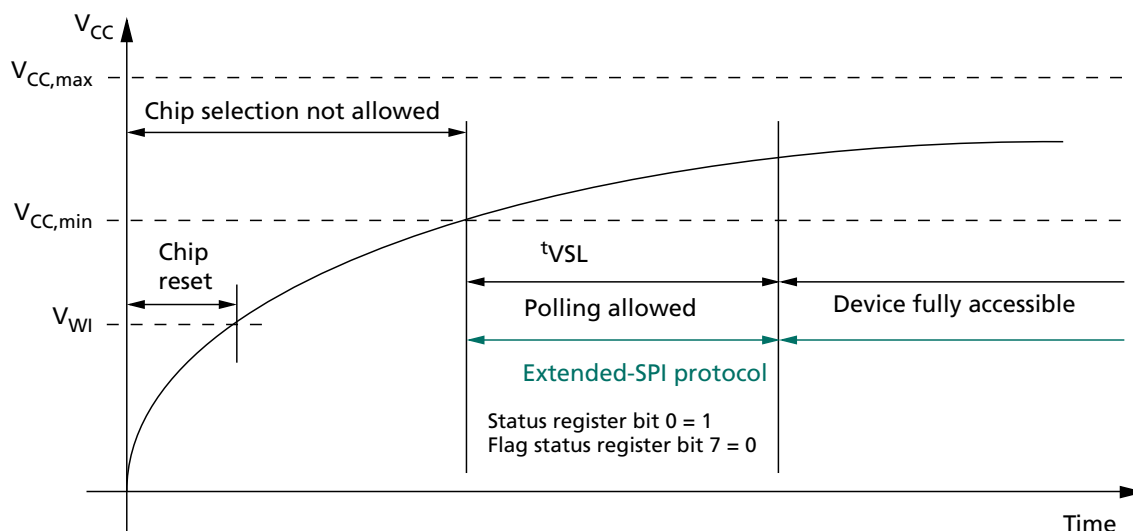 VCC
VCC,max
Chip selection not allowed
VCC,min
Chip
reset
tVSL
Polling allowed
Device fully accessible
VWI
Extended-SPI protocol
Status register bit 0 = 1
Flag status register bit 7 = 0
Time